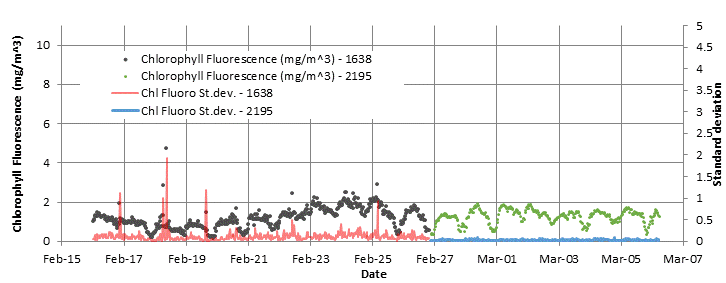 5
10
4.5
4
8
3.5
3
6
2.5
4
2
1.5
2
1
0.5
0
0
Chlorophyll Fluorescence (mg/m^3)
Standard deviation
Chlorophyll Fluorescence (mg/m^3) - 1638
Chlorophyll Fluorescence (mg/m^3) - 2195
Chl Fluoro St.dev. - 1638
Chl Fluoro St.dev. - 2195
Feb-15 Feb-17 Feb-19 Feb-21 Feb-23 Feb-25 Feb-27 Mar-01 Mar-03 Mar-05 Mar-07
Date